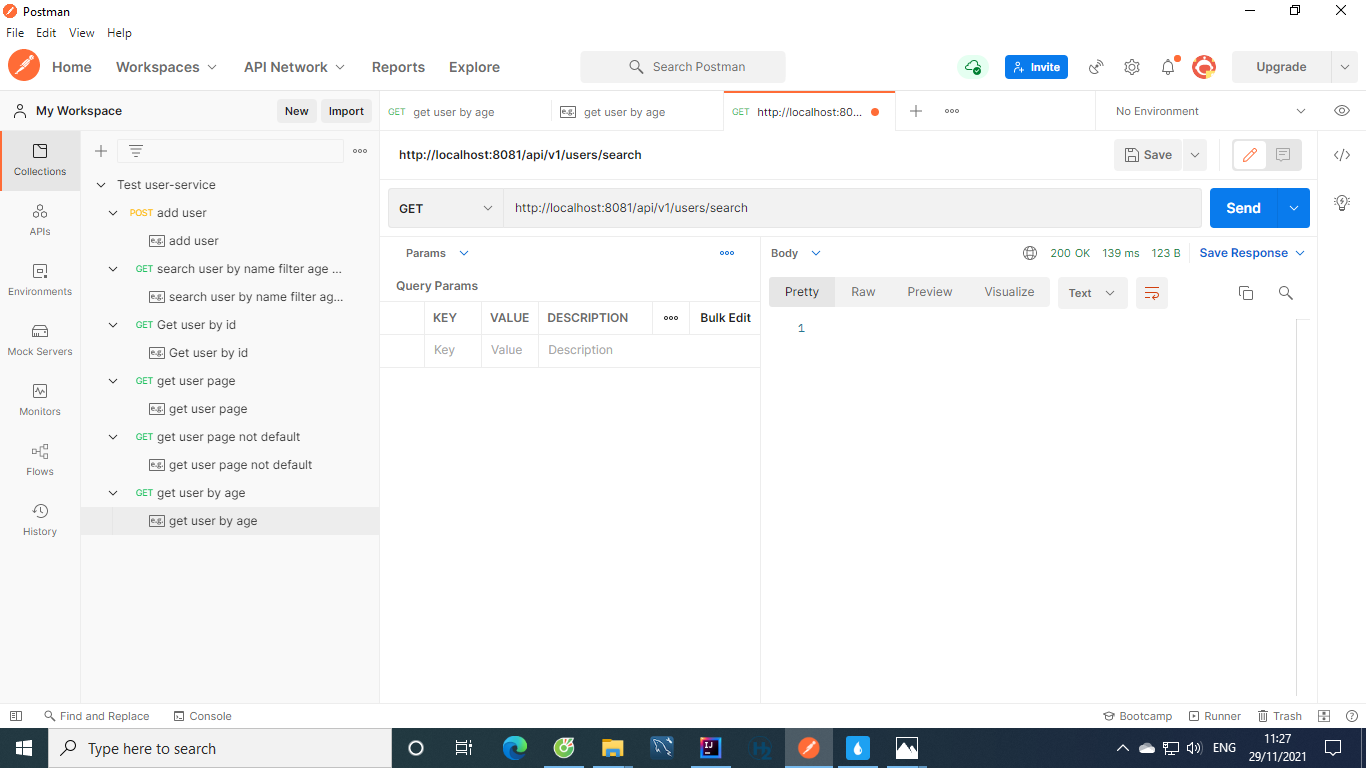 Postman
File Edit View Help
Home Workspaces API Network Reports Explore Search Postman Invite Upgrade
My Workspace New Import GET get user by age e.g. get user by age GET http://localhost:80... No Environment
Collections
APIs
Environments
Mock Servers
Monitors
Flows
History
Test user-service
POST add user
e.g. add user
GET search user by name filter age ...
e.g. search user by name filter ag...
GET Get user by id
e.g. Get user by id
GET get user page
e.g. get user page
GET get user page not default
e.g. get user page not default
GET get user by age
e.g. get user by age
http://localhost:8081/api/v1/users/search Save
GET http://localhost:8081/api/v1/users/search Send
Params
Query Params
KEY VALUE DESCRIPTION Bulk Edit
Key Value Description
Body 200 OK 139 ms 123 B Save Response
Pretty Raw Preview Visualize Text
1
Find and Replace Console Bootcamp Runner Trash
Type here to search IJ H2 ENG 11:27
29/11/2021